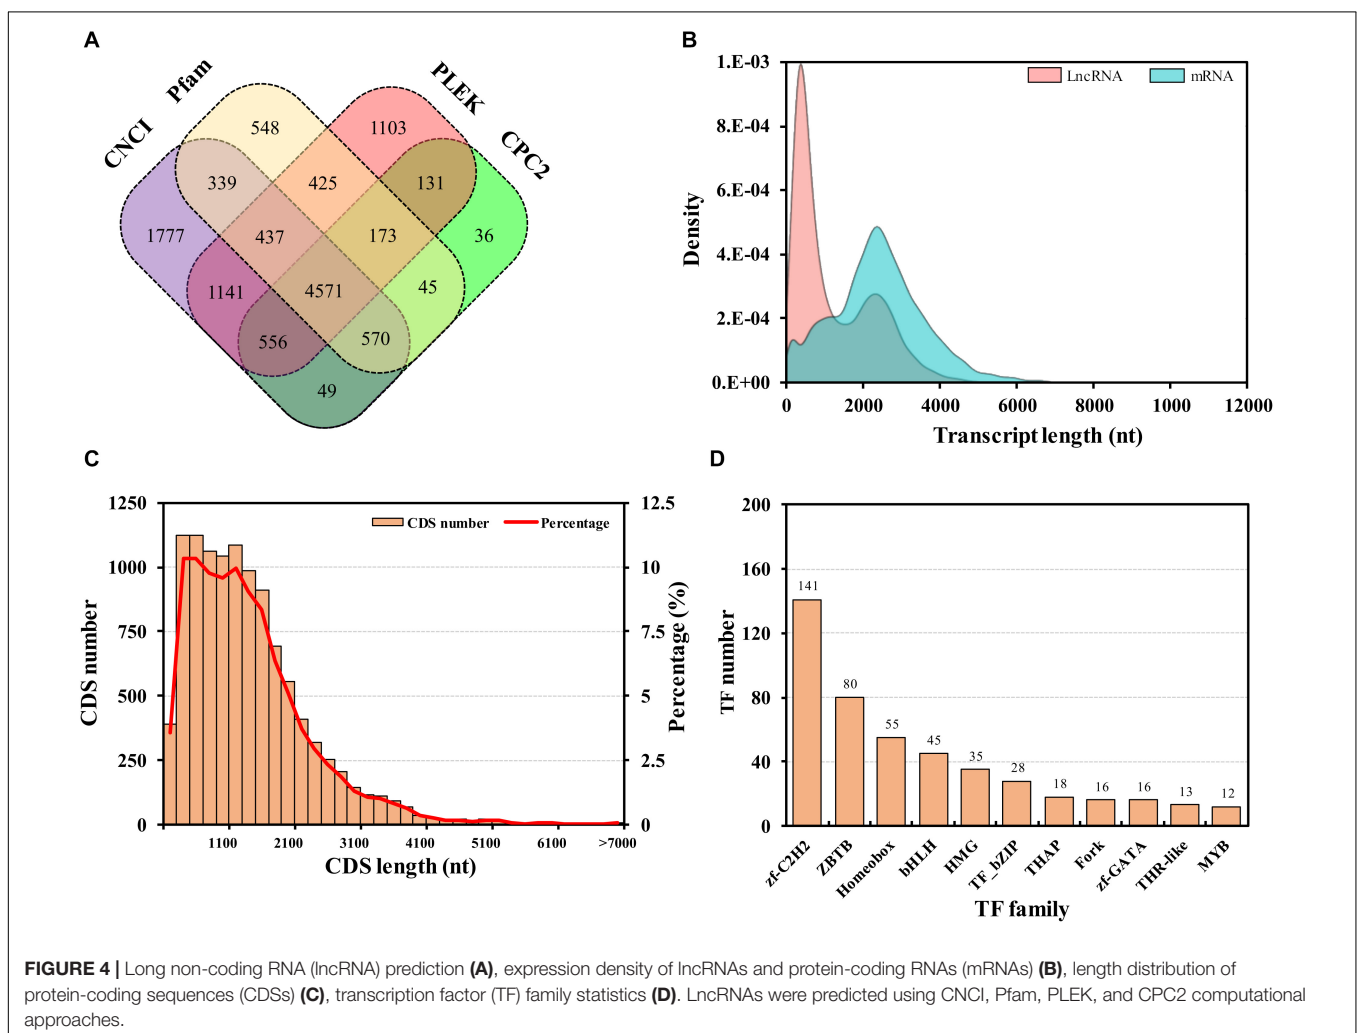 A
CNCI
Pfam
PLEK
CPC2
548
1103
339
425
131
1777
437
173
36
1141
4571
45
556
570
49
B
LncRNA
mRNA
1.E-03
8.E-04
6.E-04
4.E-04
2.E-04
0.E+00
Density
0
2000
4000
6000
8000
1000
12000
Transcript length (nt)
C
CDS number
Percentage
1250
1000
750
500
250
0
CDS number
12.5
10
7.5
5
2.5
0
Percentage (%)
1100
2100
3100
4100
5100
6100
>7000
CDS length (nt)
D
200
160
120
80
40
0
TF number
141
80
55
45
35
28
18
16
16
13
12
zf-C2H2
ZBTB
Homeobox
bHLH
HMG
TF_bZIP
THAP
Fork
zf-GATA
THR-like
MYB
TF family
FIGURE 4 | Long non-coding RNA (lncRNA) prediction (A), expression density of lncRNAs and protein-coding RNAs (mRNAs) (B), length distribution of
protein-coding sequences (CDSs) (C), transcription factor (TF) family statistics (D). LncRNAs were predicted using CNCI, Pfam, PLEK, and CPC2 computational
approaches.